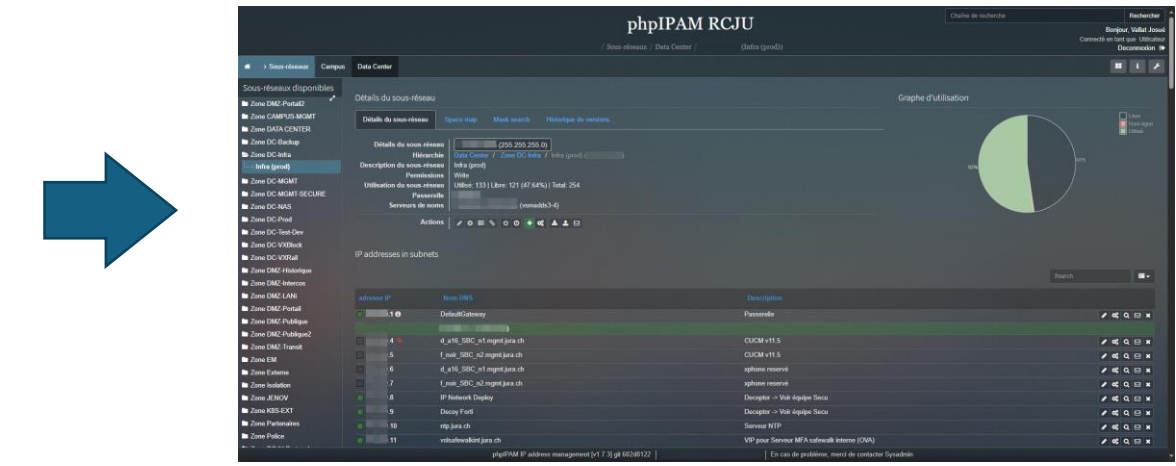 phpIPAM RCJU
Chaîne de recherche
Rechercher
/ Sous-réseaux / Data Center / (Infra (prod))
Bonjour, Vallat Josué
Connecté en tant que Utilisateur
Deconnexion
> Sous-réseaux Campus Data Center
Sous-réseaux disponibles
Zone DMZ-Portail2
Zone CAMPUS-MGMT
Zone DATA CENTER
Zone DC-Backup
Zone DC-Infra
Infra (prod)
Zone DC-MGMT
Zone DC-MGMT-SECURE
Zone DC-NAS
Zone DC-Prod
Zone DC-Test-Dev
Zone DC-VXBlock
Zone DC-VXRail
Zone DMZ-Historique
Zone DMZ-Intercos
Zone DMZ-LANi
Zone DMZ-Portail
Zone DMZ-Publique
Zone DMZ-Publique2
Zone DMZ-Transit
Zone EM
Zone Externe
Zone Isolation
Zone JENOV
Zone K8S-EXT
Zone Partenaires
Zone Police
Détails du sous-réseau
Détails du sous-réseau Space map Mask search Historique de versions
Détails du sous-réseau (255.255.255.0)
Hiérarchie Data Center / Zone DC-Infra / Infra (prod) ( )
Description du sous-réseau Infra (prod)
Permissions Write
Utilisation du sous-réseau Utilisé: 133 | Libre: 121 (47.64%) | Total: 254
Passerelle
Serveurs de noms (vsmadds3-4)
Actions
Graphe d'utilisation
Libre
Hors-ligne
Utilisé
IP addresses in subnets
Search
adresse IP Nom DNS Description
.1 DefaultGateway Passerelle
.4 d_a16_SBC_n1.mgmt.jura.ch CUCM v11.5
.5 f_noir_SBC_n2.mgmt.jura.ch CUCM v11.5
.6 d_a16_SBC_n1.mgmt.jura.ch xphone reservé
.7 f_noir_SBC_n2.mgmt.jura.ch xphone reservé
.8 IP Network Deploy Deceptor -> Voir équipe Secu
.9 Decoy Forti Deceptor -> Voir équipe Secu
.10 ntp.jura.ch Serveur NTP
.11 vslsafewalkint.jura.ch VIP pour Serveur MFA safewalk interne (OVA)
phpIPAM IP address management [v1.7.3] git 602d8122 | | En cas de problème, merci de contacter Sysadmin